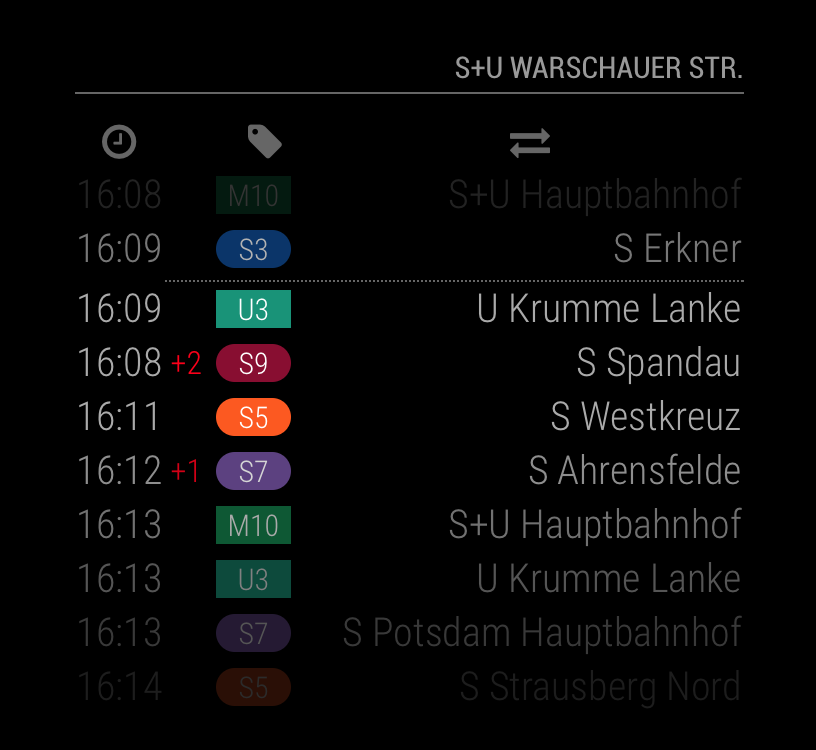 S+U WARSCHAUER STR.
16:08 M10 S+U Hauptbahnhof
16:09 S3 S Erkner
16:09 U3 U Krumme Lanke
16:08 +2 S9 S Spandau
16:11 S5 S Westkreuz
16:12 +1 S7 S Ahrensfelde
16:13 M10 S+U Hauptbahnhof
16:13 U3 U Krumme Lanke
16:13 S7 S Potsdam Hauptbahnhof
16:14 S5 S Strausberg Nord